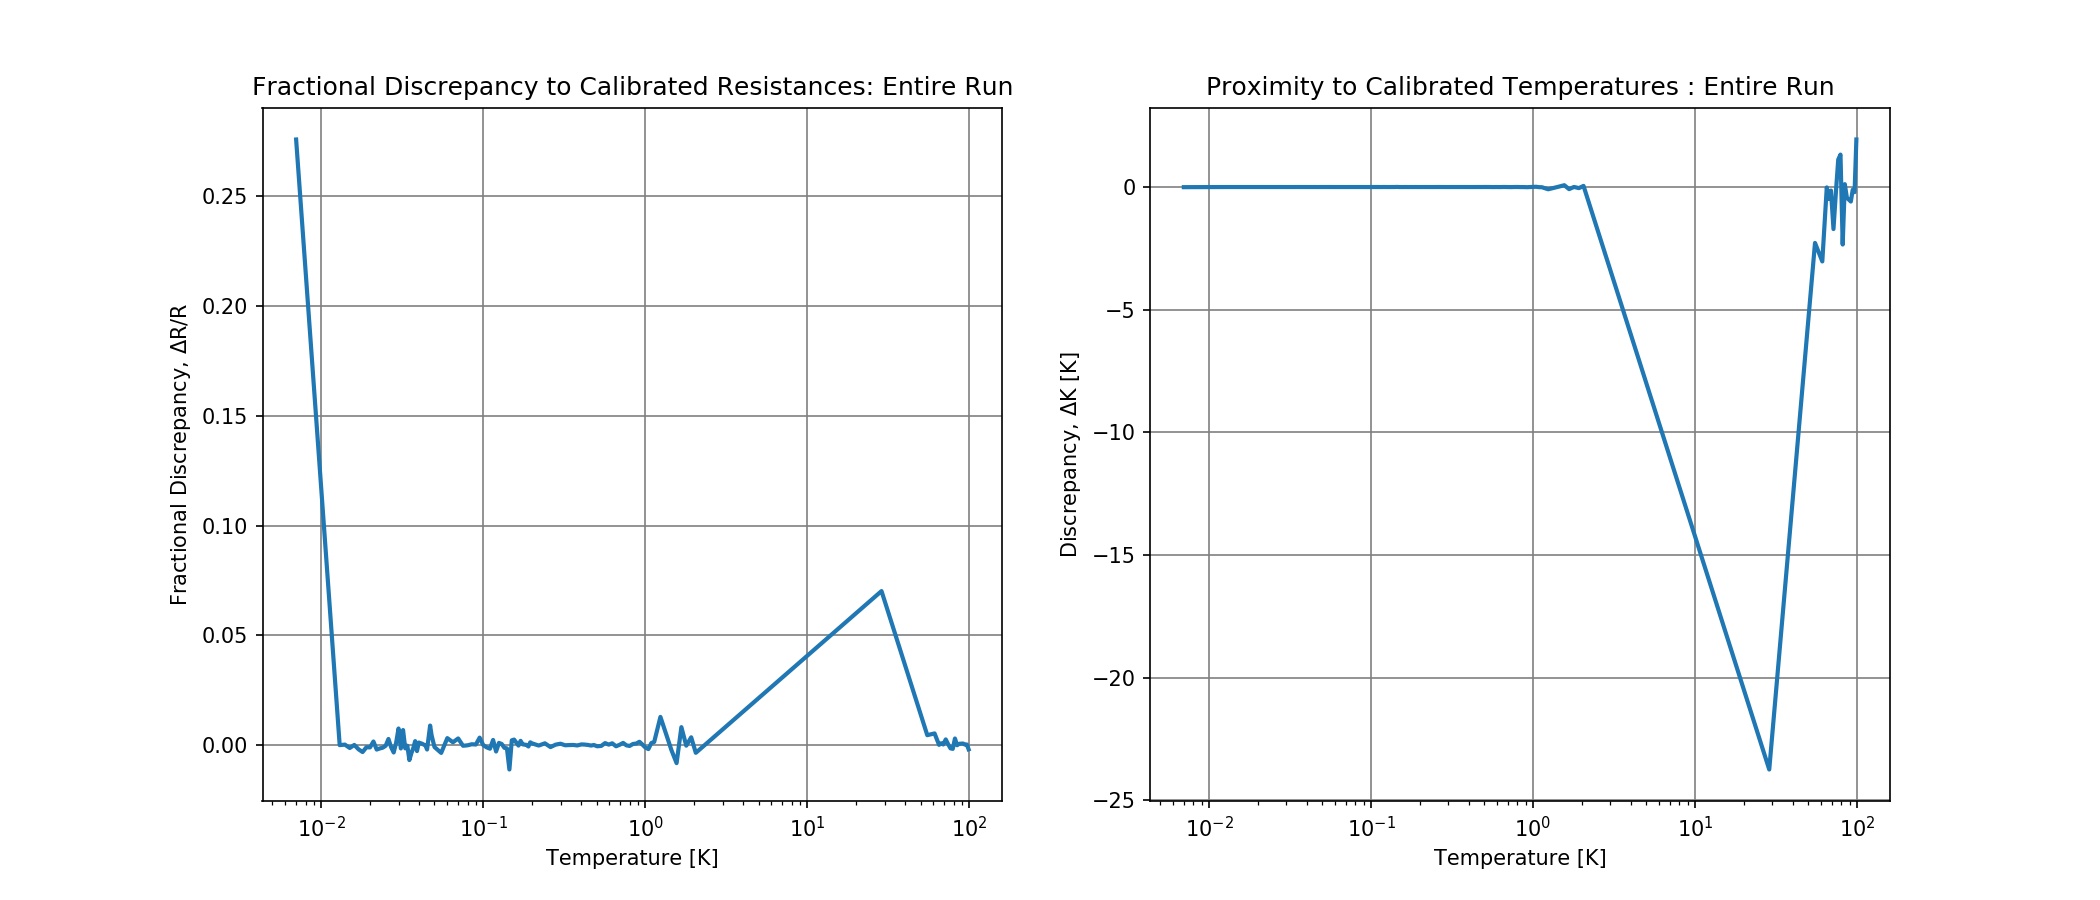 Fractional Discrepancy to Calibrated Resistances: Entire Run
Fractional Discrepancy, ΔR/R
0.25
0.20
0.15
0.10
0.05
0.00
10⁻² 10⁻¹ 10⁰ 10¹ 10²
Temperature [K]
Proximity to Calibrated Temperatures : Entire Run
Discrepancy, ΔK [K]
0
−5
−10
−15
−20
−25
10⁻² 10⁻¹ 10⁰ 10¹ 10²
Temperature [K]